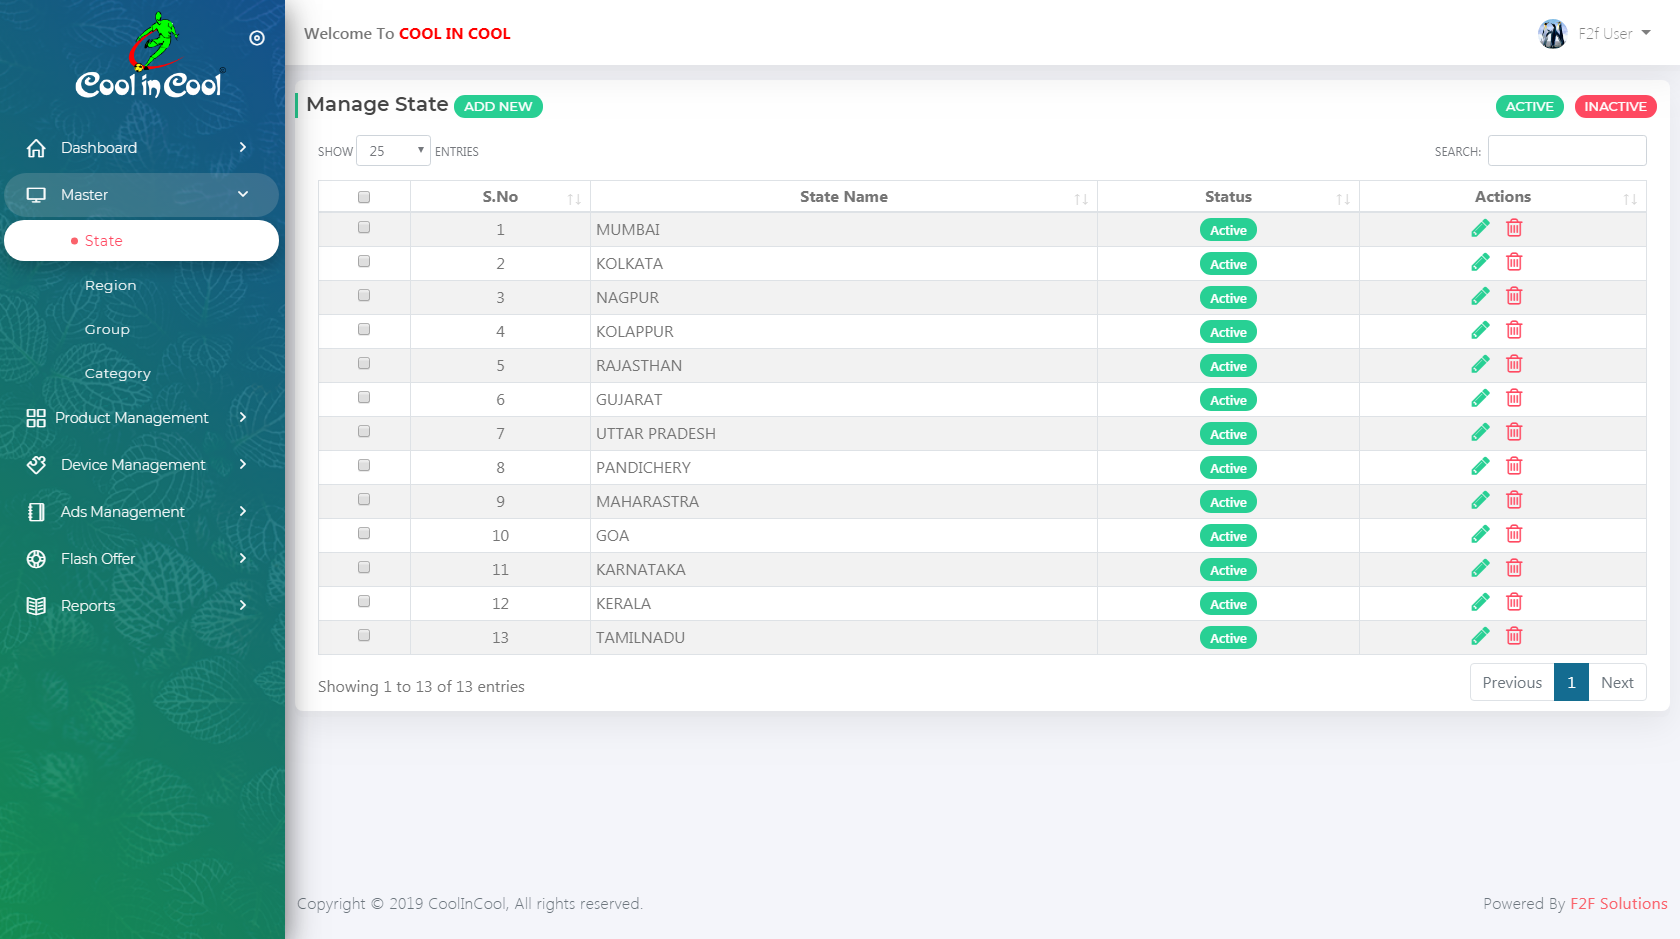 Cool in Cool
Welcome To COOL IN COOL
F2f User
Dashboard
Master
State
Region
Group
Category
Product Management
Device Management
Ads Management
Flash Offer
Reports
Manage State ADD NEW
ACTIVE INACTIVE
SHOW 25 ENTRIES
SEARCH:
S.No State Name Status Actions
1 MUMBAI Active
2 KOLKATA Active
3 NAGPUR Active
4 KOLAPPUR Active
5 RAJASTHAN Active
6 GUJARAT Active
7 UTTAR PRADESH Active
8 PANDICHERY Active
9 MAHARASTRA Active
10 GOA Active
11 KARNATAKA Active
12 KERALA Active
13 TAMILNADU Active
Showing 1 to 13 of 13 entries
Previous 1 Next
Copyright © 2019 CoolInCool, All rights reserved.
Powered By F2F Solutions